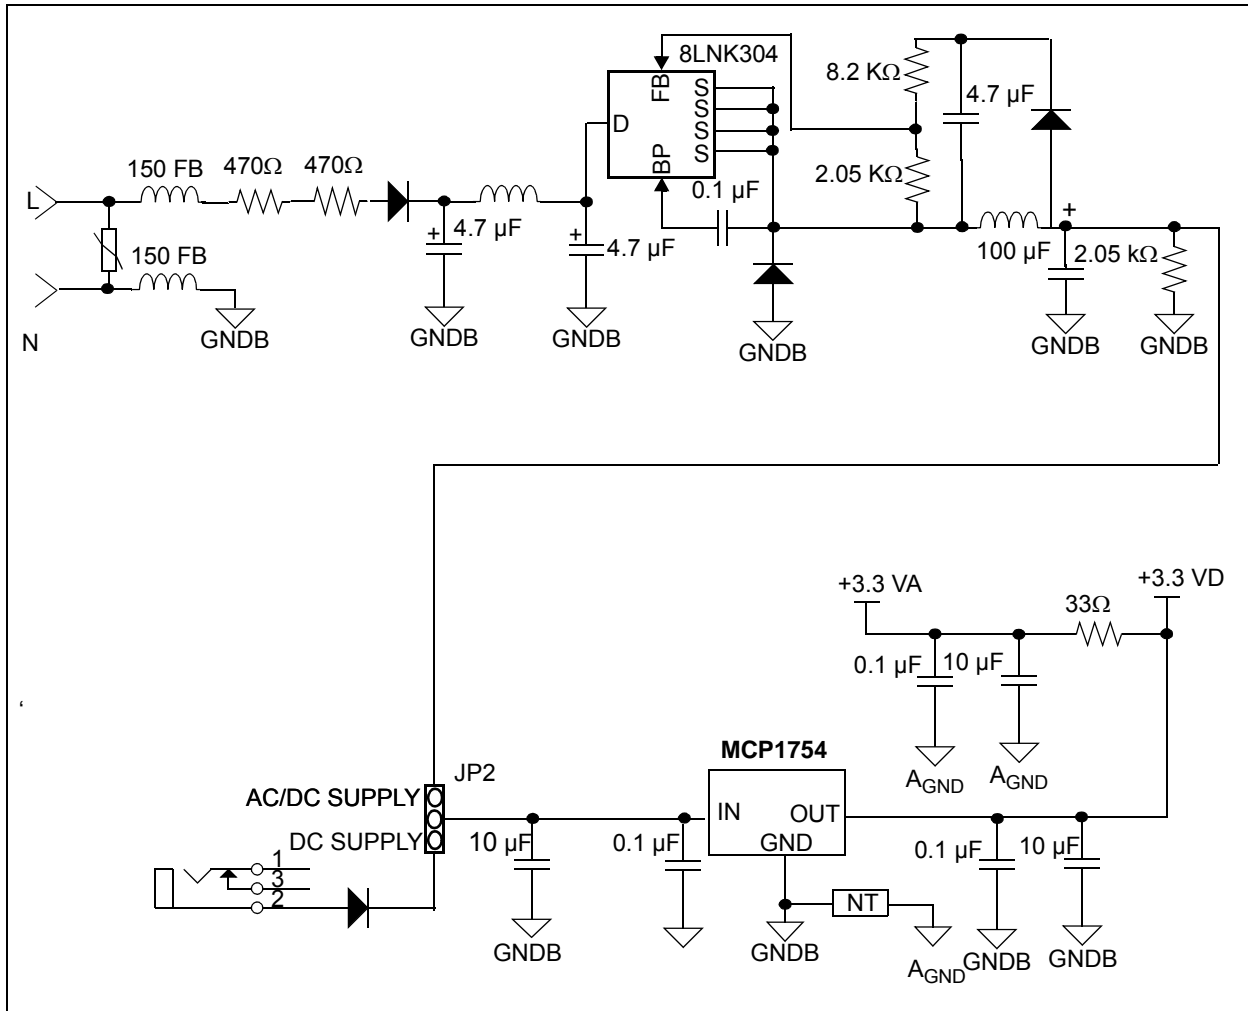 8LNK304
FB
D
S
S
S
S
BP
8.2 KΩ
4.7 µF
2.05 KΩ
0.1 µF
L
150 FB
470Ω
470Ω
+
4.7 µF
+
4.7 µF
100 µF
+
2.05 kΩ
150 FB
N
GNDB
GNDB
GNDB
GNDB
GNDB
GNDB
+3.3 VA
33Ω
+3.3 VD
0.1 µF
10 µF
‘
AGND
AGND
JP2
AC/DC SUPPLY
DC SUPPLY
MCP1754
IN
OUT
GND
10 µF
0.1 µF
0.1 µF
10 µF
1
3
2
NT
GNDB
GNDB
AGND
GNDB
GNDB